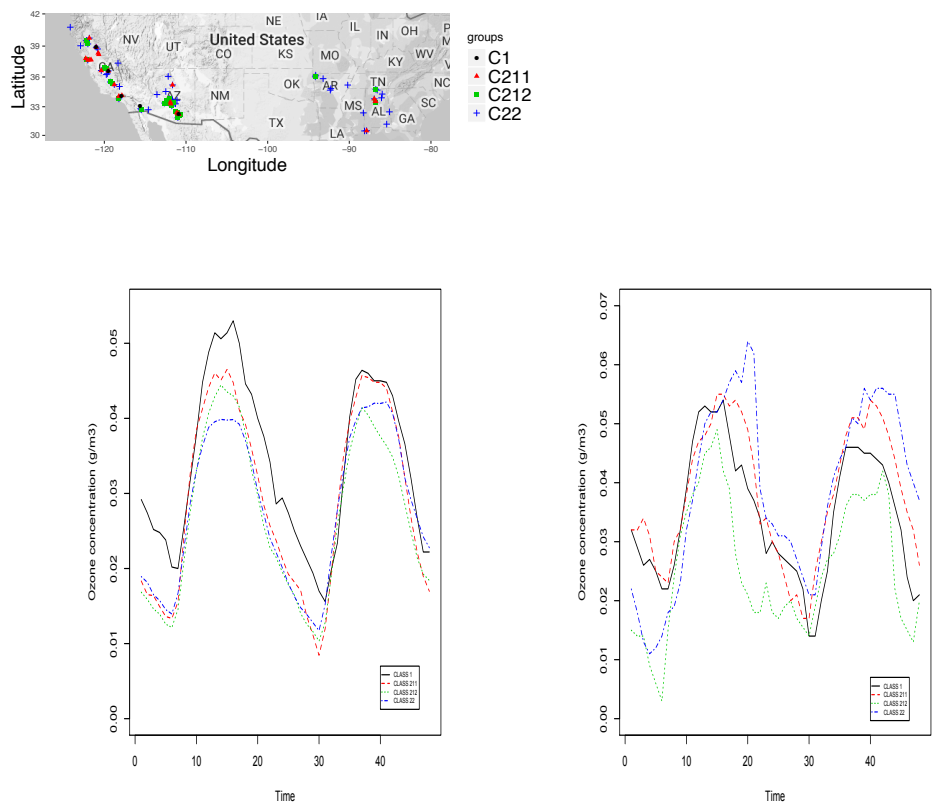 42
39
36
33
30
Latitude
NE
IA
IL
IN
OH
NV
UT
United States
CO
KS
MO
KY
WV
CA
OK
AR
TN
AZ
NM
MS
AL
SC
TX
GA
LA
−120
−110
−100
−90
−80
Longitude
groups
C1
C211
C212
C22
Ozone concentration (g/m3)
0.05
0.04
0.03
0.02
0.01
0.00
CLASS 1
CLASS 211
CLASS 212
CLASS 22
0
10
20
30
40
Time
Ozone concentration (g/m3)
0.07
0.06
0.05
0.04
0.03
0.02
0.01
0.00
CLASS 1
CLASS 211
CLASS 212
CLASS 22
0
10
20
30
40
Time